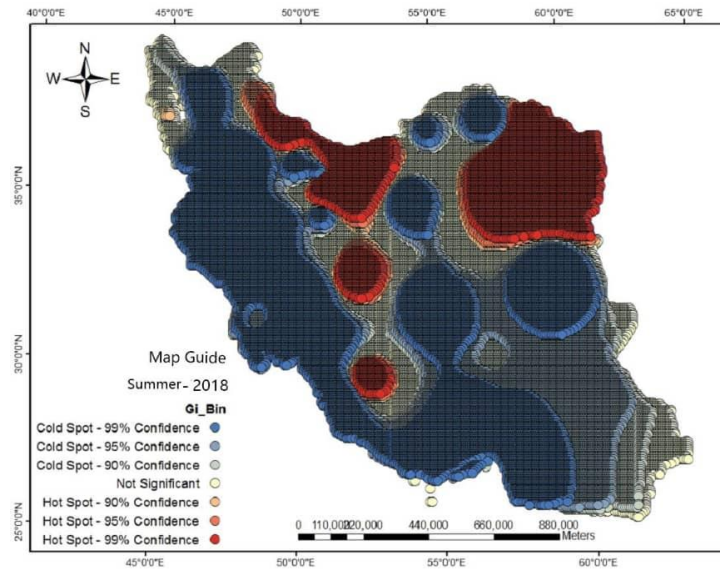 40°0'0"E 45°0'0"E 50°0'0"E 55°0'0"E 60°0'0"E 65°0'0"E
N
W E
S
35°0'0"N
30°0'0"N
25°0'0"N
Map Guide
Summer- 2018
Gi_Bin
Cold Spot - 99% Confidence
Cold Spot - 95% Confidence
Cold Spot - 90% Confidence
Not Significant
Hot Spot - 90% Confidence
Hot Spot - 95% Confidence
Hot Spot - 99% Confidence
0 110,000 220,000 440,000 660,000 880,000
Meters
45°0'0"E 50°0'0"E 55°0'0"E 60°0'0"E